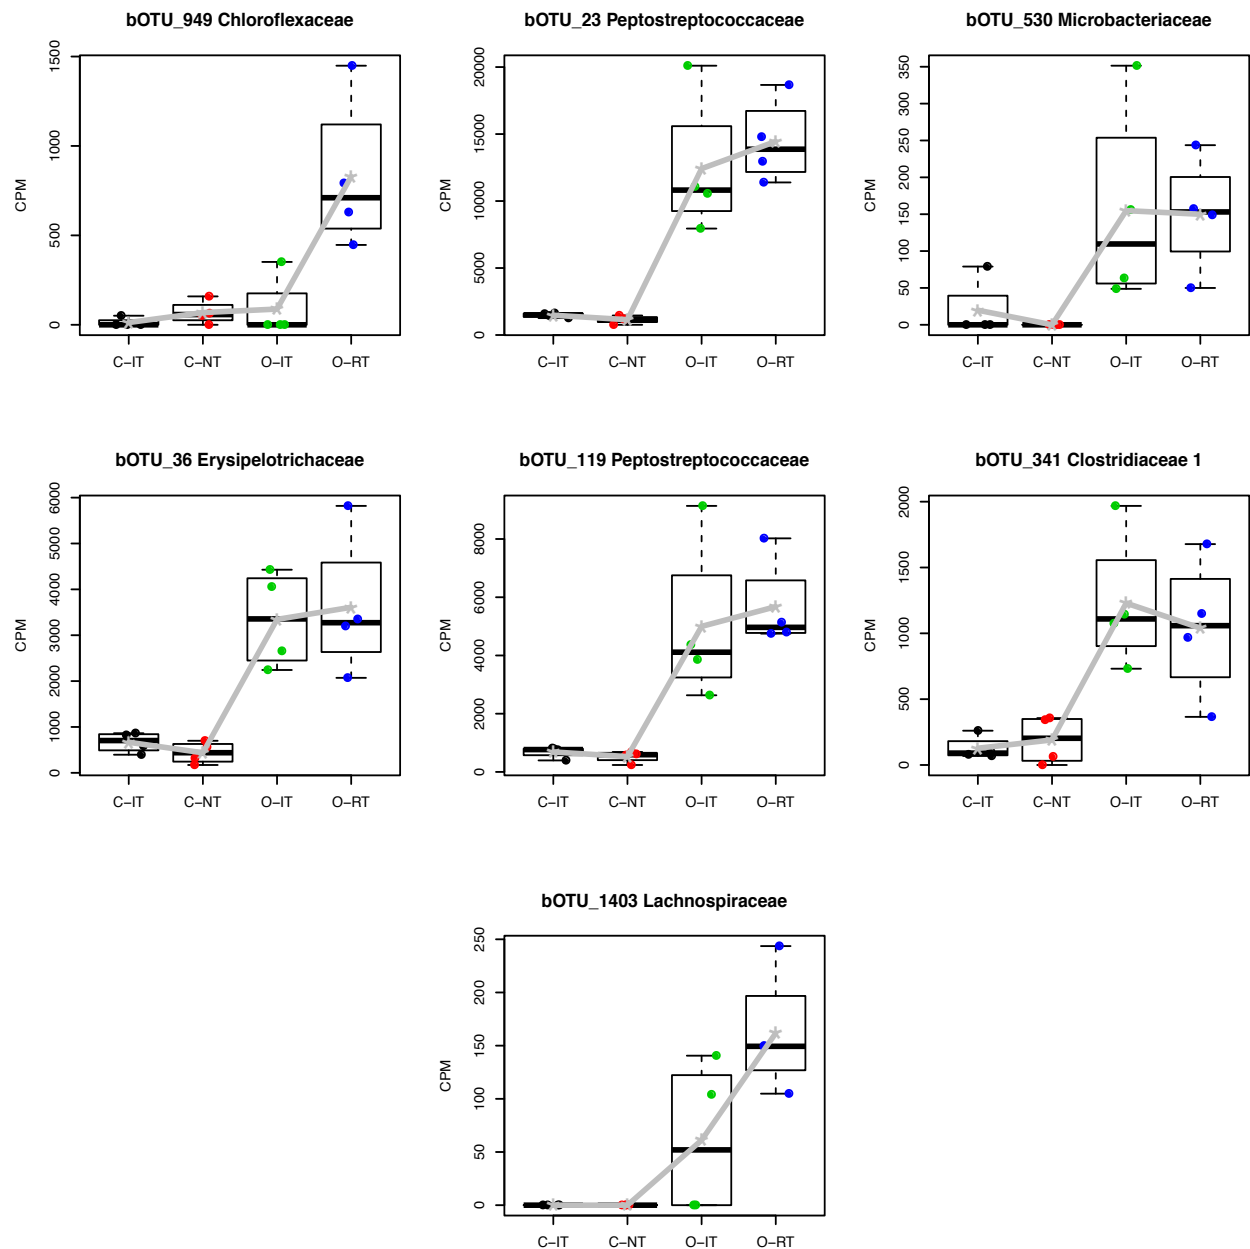 bOTU_949 Chloroflexaceae
CPM
1500
1000
500
0
C−IT C−NT O−IT O−RT
bOTU_23 Peptostreptococcaceae
CPM
20000
15000
10000
5000
0
C−IT C−NT O−IT O−RT
bOTU_530 Microbacteriaceae
CPM
350
300
250
200
150
100
50
0
C−IT C−NT O−IT O−RT
bOTU_36 Erysipelotrichaceae
CPM
6000
5000
4000
3000
2000
1000
0
C−IT C−NT O−IT O−RT
bOTU_119 Peptostreptococcaceae
CPM
8000
6000
4000
2000
0
C−IT C−NT O−IT O−RT
bOTU_341 Clostridiaceae 1
CPM
2000
1500
1000
500
0
C−IT C−NT O−IT O−RT
bOTU_1403 Lachnospiraceae
CPM
250
200
150
100
50
0
C−IT C−NT O−IT O−RT